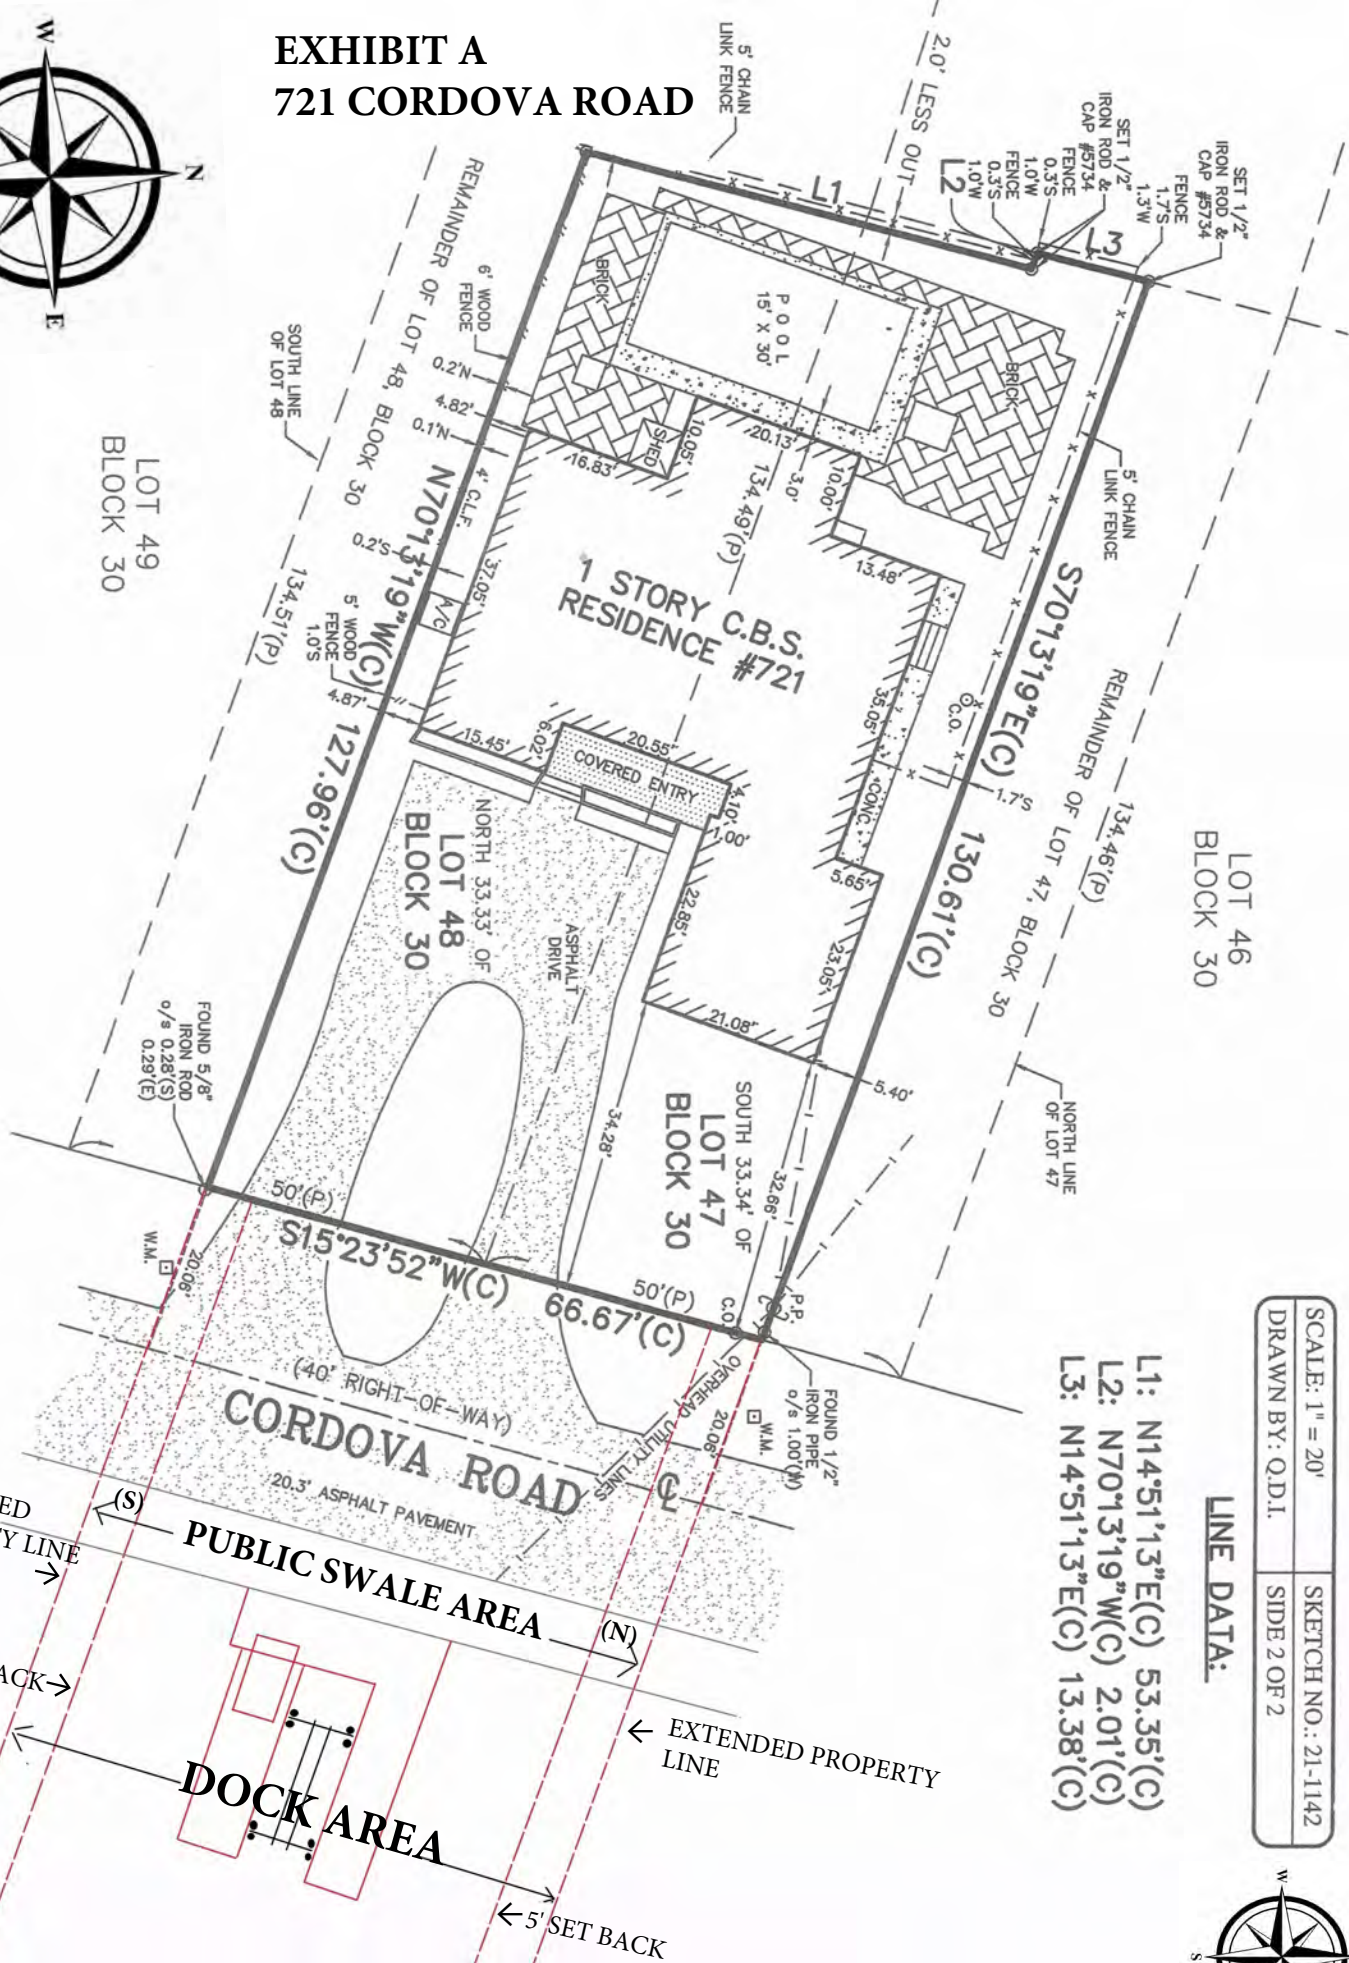 EXHIBIT A
721 CORDOVA ROAD
W
N
E
5' CHAIN
LINK FENCE
2.0' LESS OUT
SET 1/2"
IRON ROD &
CAP #5734
FENCE
0.3'S
1.0'W
FENCE
0.3'S
1.0'W
L2
SET 1/2"
IRON ROD &
CAP #5734
FENCE
1.7'S
1.3'W
L1
L3
REMAINDER OF LOT 48, BLOCK 30
SOUTH LINE
OF LOT 48
6' WOOD
FENCE
0.2'N
4.82'
0.1'N
BRICK
POOL
15' X 30'
BRICK
SHED
16.83'
10.05'
20.13'
134.49'(P)
3.0'
10.00'
13.48'
5' CHAIN
LINK FENCE
LOT 49
BLOCK 30
4' C.L.F.
N70°13'19"W(C)
127.96'(C)
0.2'S
37.05'
A/C
134.51'(P)
5' WOOD
FENCE
1.0'S
4.87'
1 STORY C.B.S.
RESIDENCE #721
S70°13'19"E(C)
130.61'(C)
C.O.
35.05'
CONC.
1.7'S
REMAINDER OF LOT 47, BLOCK 30
134.46'(P)
LOT 46
BLOCK 30
15.45'
6.02'
20.55'
COVERED ENTRY
4.10'
1.00'
22.85'
5.65'
23.05'
21.08'
5.40'
NORTH 33.33' OF
LOT 48
BLOCK 30
ASPHALT
DRIVE
34.28'
SOUTH 33.34' OF
LOT 47
BLOCK 30
32.66'
NORTH LINE
OF LOT 47
FOUND 5/8"
IRON ROD
o/s 0.28'(S)
0.29'(E)
50'(P)
S15°23'52"W(C)
66.67'(C)
50'(P)
C.O.
P.P.
W.M.
20.06'
FOUND 1/2"
IRON PIPE
o/s 1.00'(N)
W.M.
20.06'
OVERHEAD UTILITY LINES
(40' RIGHT-OF-WAY)
CORDOVA ROAD
20.3' ASPHALT PAVEMENT
SCALE: 1" = 20'
SKETCH NO.: 21-1142
DRAWN BY: Q.D.I.
SIDE 2 OF 2
LINE DATA:
L1: N14°51'13"E(C) 53.35'(C)
L2: N70°13'19"W(C) 2.01'(C)
L3: N14°51'13"E(C) 13.38'(C)
(S)
PUBLIC SWALE AREA
(N)
ED
TY LINE
ACK
EXTENDED PROPERTY
LINE
DOCK AREA
5' SET BACK
W
S